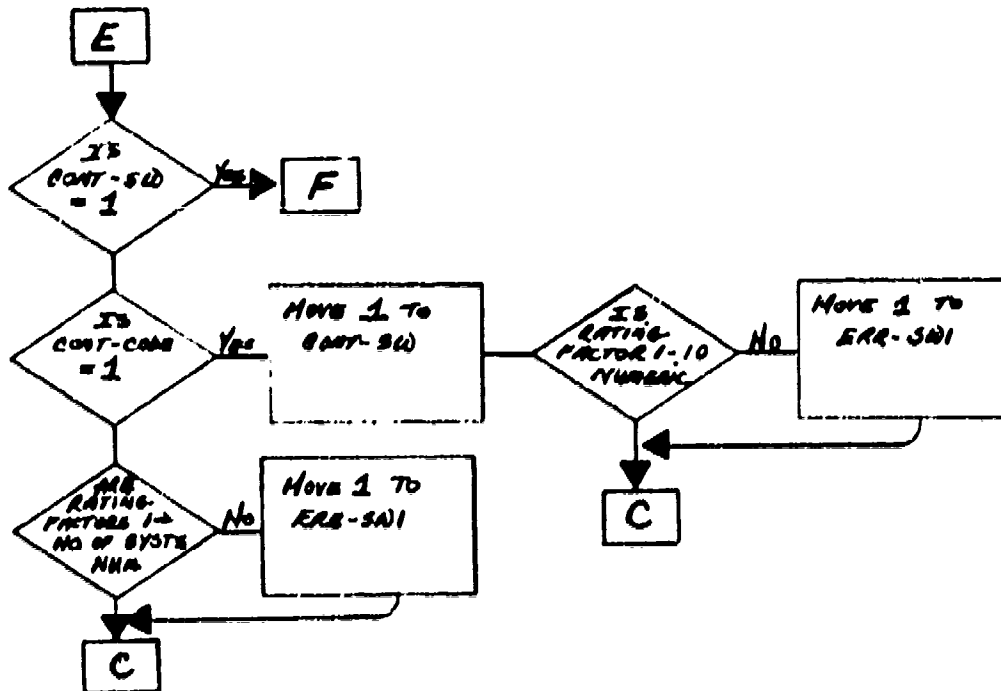 E
IS
CONT-SW
= 1
YES
F
IS
CONT-CODE
= 1
YES
MOVE 1 TO
CONT-SW
IS
RATING
FACTOR 1-10
NUMERIC
NO
MOVE 1 TO
ERR-SW1
C
ARE
RATING
FACTORS 1→
NO OF SYSTS
NUM
NO
MOVE 1 TO
ERR-SW1
C